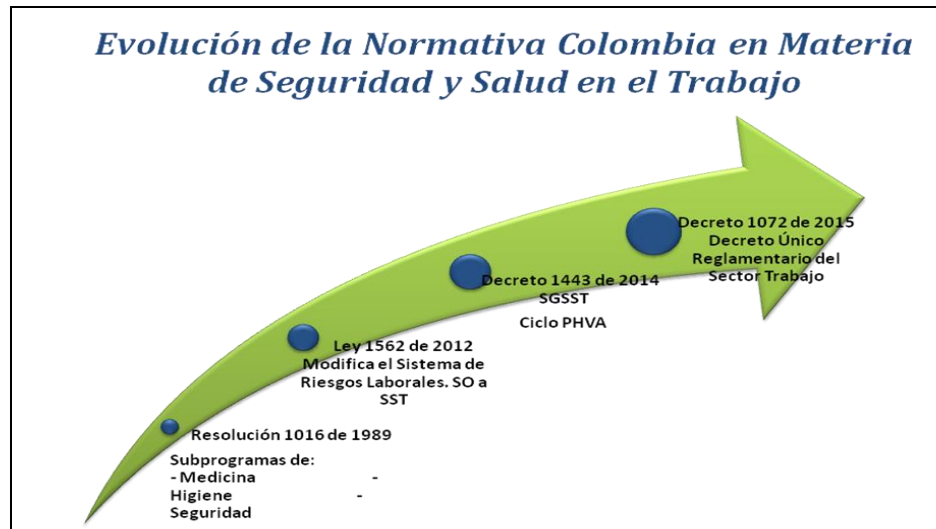 Evolución de la Normativa Colombia en Materia
de Seguridad y Salud en el Trabajo
Decreto 1072 de 2015
Decreto Único
Reglamentario del
Sector Trabajo
Decreto 1443 de 2014
SGSST
Ciclo PHVA
Ley 1562 de 2012
Modifica el Sistema de
Riesgos Laborales. SO a
SST
Resolución 1016 de 1989
Subprogramas de:
- Medicina -
Higiene -
Seguridad